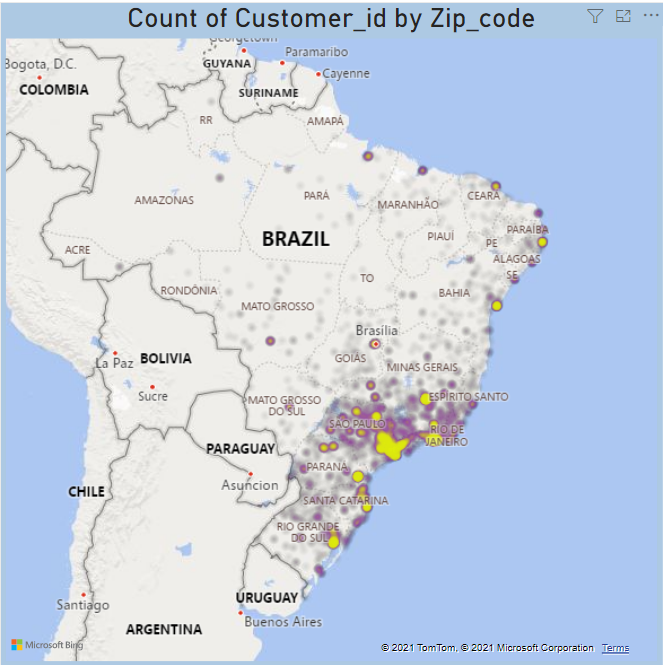 Count of Customer_id by Zip_code
Georgetown
Paramaribo
Bogota, D.C.
GUYANA
Cayenne
COLOMBIA
SURINAME
RR
AMAPÁ
AMAZONAS
PARÁ
CEARÁ
MARANHÃO
PARAÍBA
BRAZIL
PIAUÍ
PE
ACRE
ALAGOAS
TO
SE
RONDÔNIA
BAHIA
MATO GROSSO
Brasília
La Paz
BOLIVIA
GOIÁS
MINAS GERAIS
Sucre
ESPÍRITO SANTO
MATO GROSSO
DO SUL
SÃO PAULO
RIO DE
JANEIRO
PARAGUAY
PARANÁ
Asuncion
CHILE
SANTA CATARINA
RIO GRANDE
DO SUL
Santiago
URUGUAY
Buenos Aires
ARGENTINA
Microsoft Bing
© 2021 TomTom, © 2021 Microsoft Corporation Terms